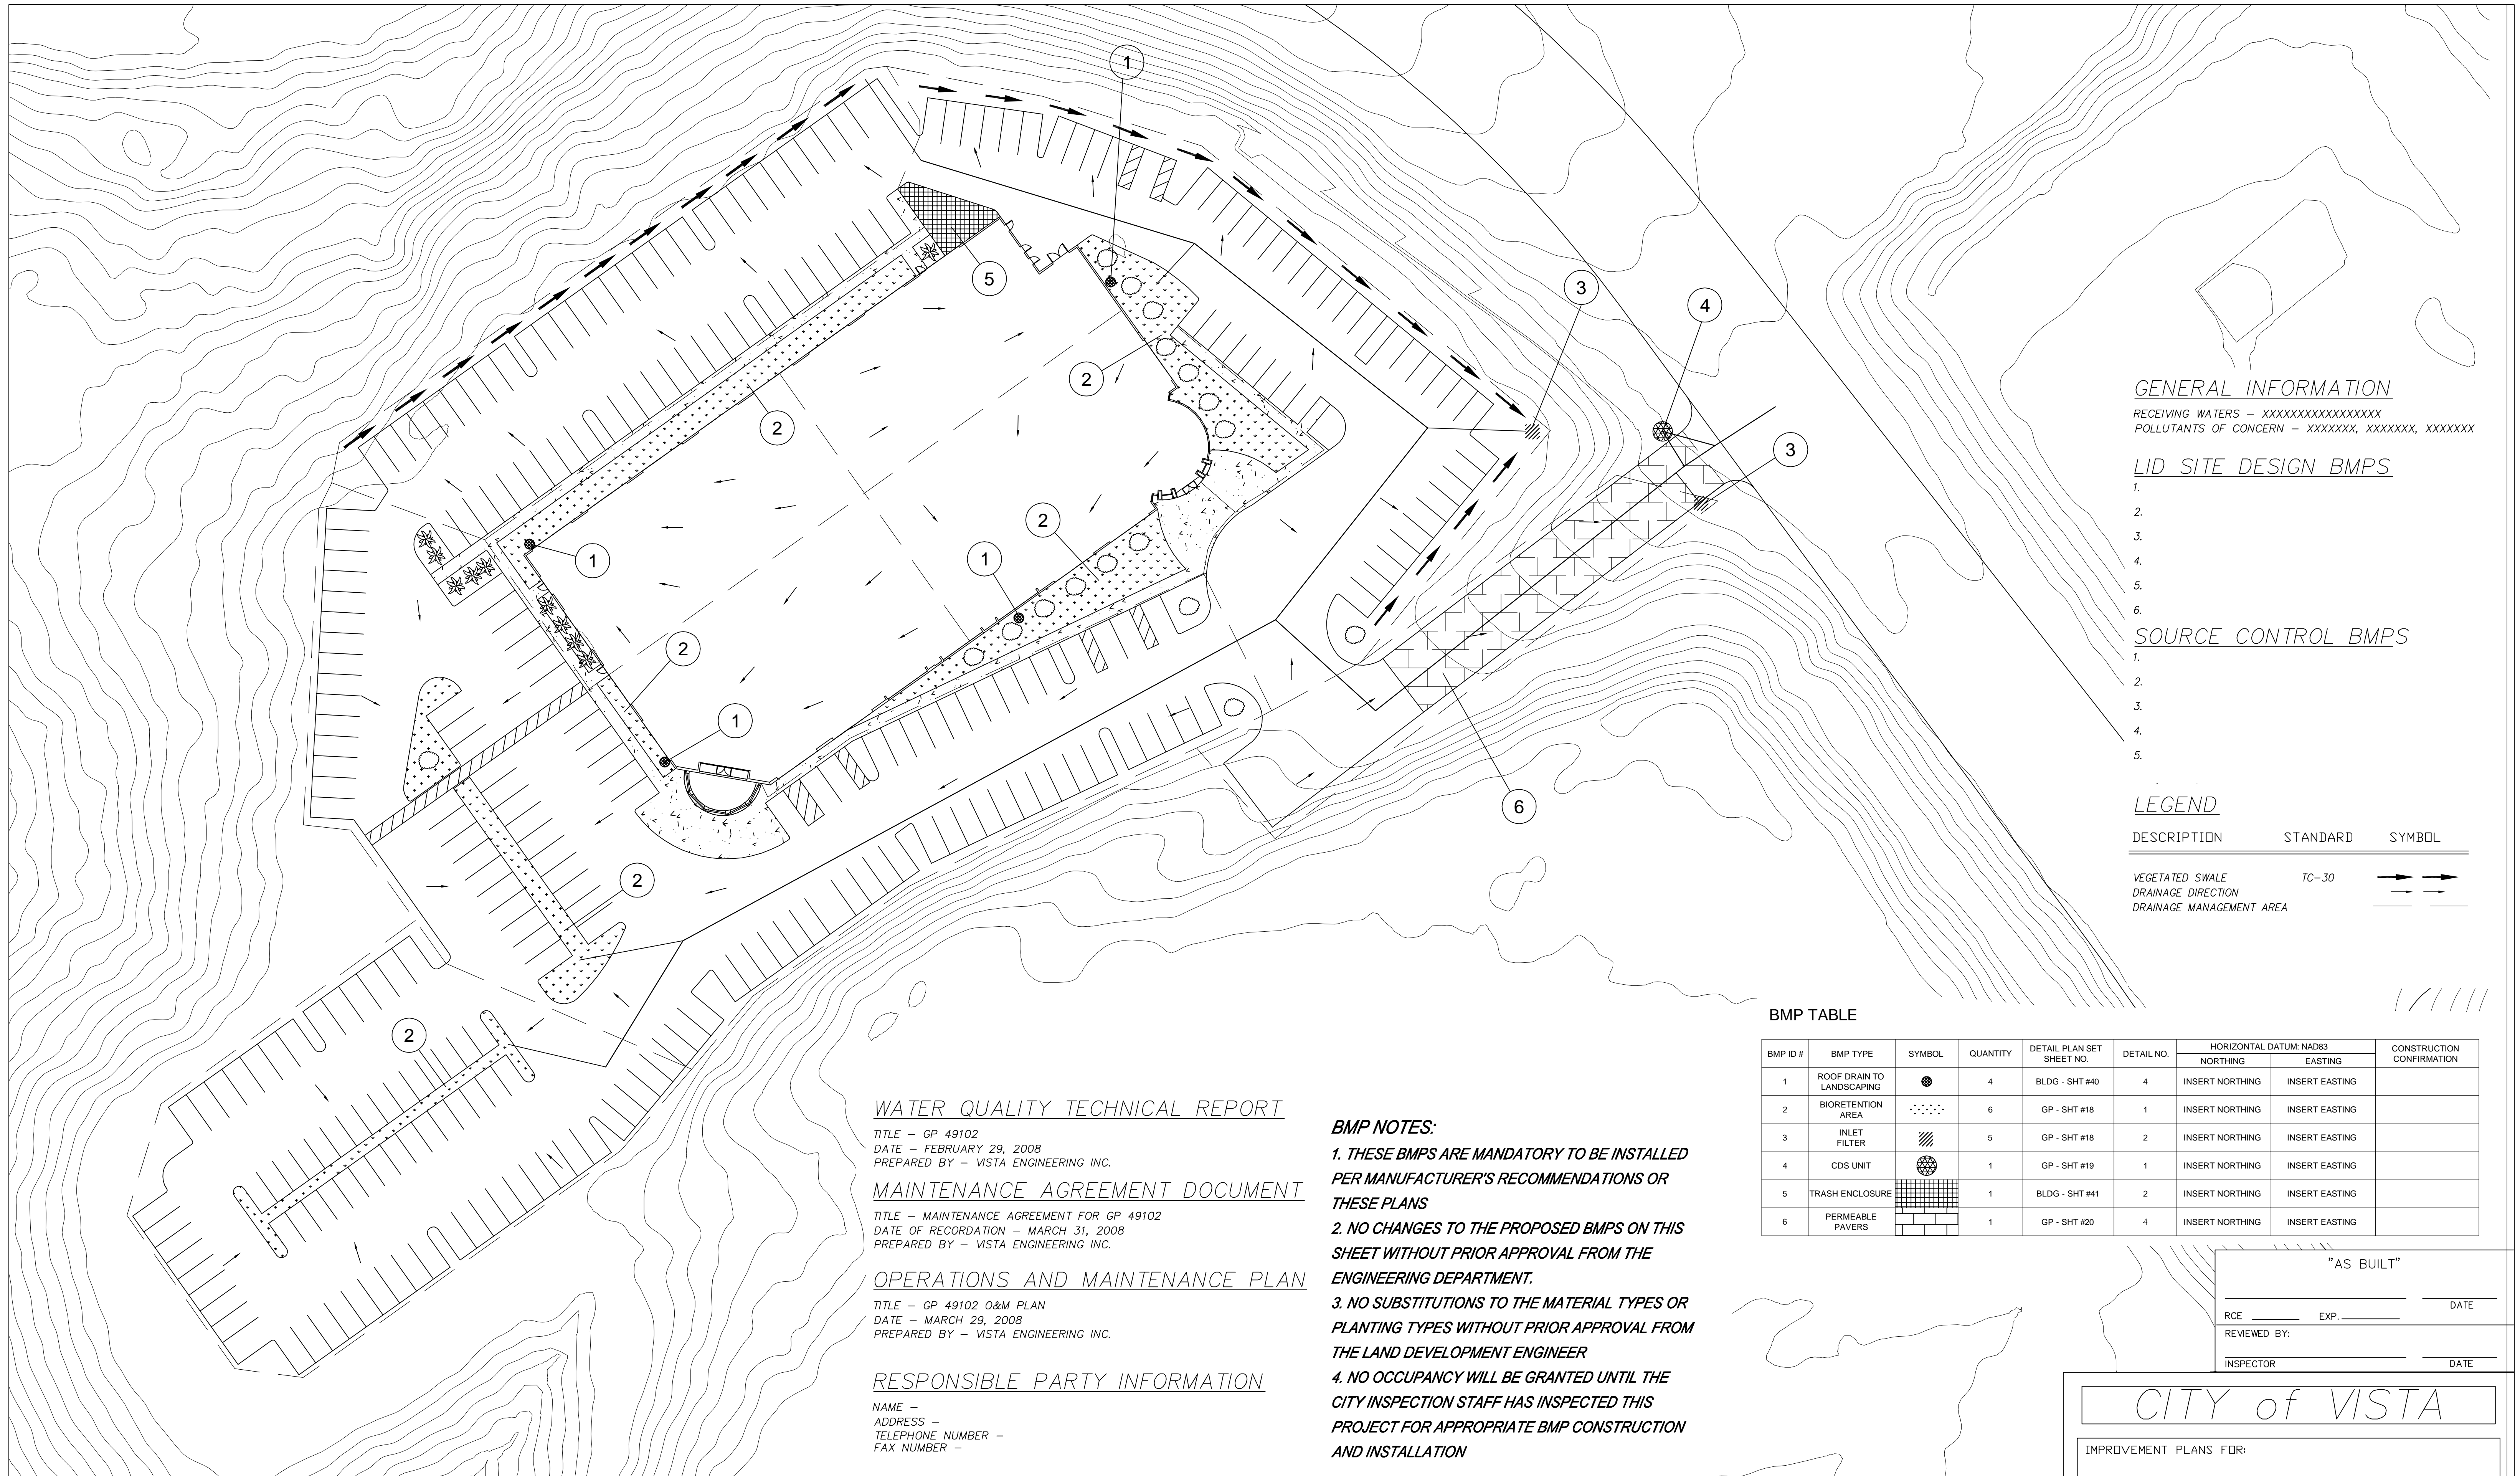 1
5
3
4
2
3
2
2
1
1
2
1
6
2
2
GENERAL INFORMATION
RECEIVING WATERS – XXXXXXXXXXXXXXXXX
POLLUTANTS OF CONCERN – XXXXXXX, XXXXXXX, XXXXXXX
LID SITE DESIGN BMPS
1.
2.
3.
4.
5.
6.
SOURCE CONTROL BMPS
1.
2.
3.
4.
5.
LEGEND
DESCRIPTION STANDARD SYMBOL
VEGETATED SWALE TC-30
DRAINAGE DIRECTION
DRAINAGE MANAGEMENT AREA
WATER QUALITY TECHNICAL REPORT
TITLE – GP 49102
DATE – FEBRUARY 29, 2008
PREPARED BY – VISTA ENGINEERING INC.
MAINTENANCE AGREEMENT DOCUMENT
TITLE – MAINTENANCE AGREEMENT FOR GP 49102
DATE OF RECORDATION – MARCH 31, 2008
PREPARED BY – VISTA ENGINEERING INC.
OPERATIONS AND MAINTENANCE PLAN
TITLE – GP 49102 O&M PLAN
DATE – MARCH 29, 2008
PREPARED BY – VISTA ENGINEERING INC.
RESPONSIBLE PARTY INFORMATION
NAME –
ADDRESS –
TELEPHONE NUMBER –
FAX NUMBER –
BMP NOTES:
1. THESE BMPS ARE MANDATORY TO BE INSTALLED
PER MANUFACTURER'S RECOMMENDATIONS OR
THESE PLANS
2. NO CHANGES TO THE PROPOSED BMPS ON THIS
SHEET WITHOUT PRIOR APPROVAL FROM THE
ENGINEERING DEPARTMENT.
3. NO SUBSTITUTIONS TO THE MATERIAL TYPES OR
PLANTING TYPES WITHOUT PRIOR APPROVAL FROM
THE LAND DEVELOPMENT ENGINEER
4. NO OCCUPANCY WILL BE GRANTED UNTIL THE
CITY INSPECTION STAFF HAS INSPECTED THIS
PROJECT FOR APPROPRIATE BMP CONSTRUCTION
AND INSTALLATION
BMP TABLE
BMP ID # BMP TYPE SYMBOL QUANTITY DETAIL PLAN SET SHEET NO. DETAIL NO. HORIZONTAL DATUM: NAD83 NORTHING EASTING CONSTRUCTION CONFIRMATION
1 ROOF DRAIN TO LANDSCAPING 4 BLDG - SHT #40 4 INSERT NORTHING INSERT EASTING
2 BIORETENTION AREA 6 GP - SHT #18 1 INSERT NORTHING INSERT EASTING
3 INLET FILTER 5 GP - SHT #18 2 INSERT NORTHING INSERT EASTING
4 CDS UNIT 1 GP - SHT #19 1 INSERT NORTHING INSERT EASTING
5 TRASH ENCLOSURE 1 BLDG - SHT #41 2 INSERT NORTHING INSERT EASTING
6 PERMEABLE PAVERS 1 GP - SHT #20 4 INSERT NORTHING INSERT EASTING
"AS BUILT"
DATE
RCE EXP.
REVIEWED BY:
INSPECTOR DATE
CITY of VISTA
IMPROVEMENT PLANS FOR: